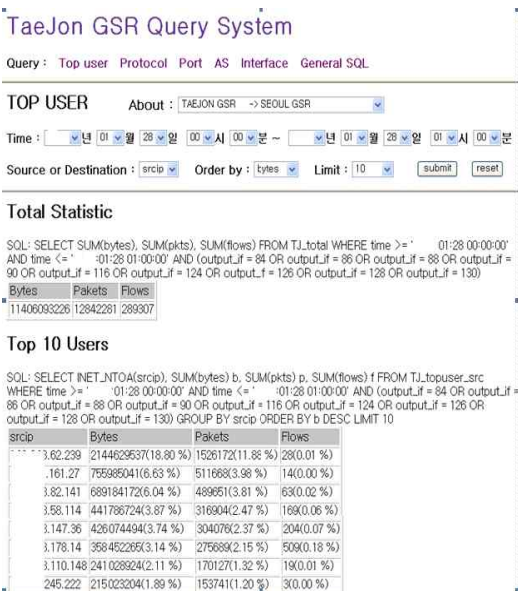 TaeJon GSR Query System
Query : Top user Protocol Port AS Interface General SQL
TOP USER About : TAEJON GSR -> SEOUL GSR
Time : 년 01 월 28 일 00 시 00 분 ~ 년 01 월 28 일 01 시 00 분
Source or Destination : srcip Order by : bytes Limit : 10 submit reset
Total Statistic
SQL: SELECT SUM(bytes), SUM(pkts), SUM(flows) FROM TJ_total WHERE time >= ' 01:28 00:00:00'
AND time <= ' :01:28 01:00:00' AND (output_if = 84 OR output_if = 86 OR output_if = 88 OR output_if =
90 OR output_if = 116 OR output_if = 124 OR output_f = 126 OR output_if = 128 OR output_if = 130)
Bytes Pakets Flows
11406093226 12842281 289307
Top 10 Users
SQL: SELECT INET_NTOA(srcip), SUM(bytes) b, SUM(pkts) p, SUM(flows) f FROM TJ_topuser_src
WHERE time >= ' :01:28 00:00:00' AND time <= ' :01:28 01:00:00' AND (output_if = 84 OR output_if =
86 OR output_if = 88 OR output_if = 90 OR output_if = 116 OR output_if = 124 OR output_if = 126 OR
output_if = 128 OR output_if = 130) GROUP BY srcip ORDER BY b DESC LIMIT 10
srcip Bytes Pakets Flows
.62.239 2144629537(18.80 %) 1526172(11.88 %) 28(0.01 %)
.161.27 755985041(6.63 %) 511668(3.98 %) 14(0.00 %)
.82.141 689184172(6.04 %) 489651(3.81 %) 63(0.02 %)
.58.114 441786724(3.87 %) 316904(2.47 %) 169(0.06 %)
.147.36 426074494(3.74 %) 304076(2.37 %) 204(0.07 %)
.178.14 358452265(3.14 %) 275689(2.15 %) 509(0.18 %)
.110.148 241028924(2.11 %) 170127(1.32 %) 19(0.01 %)
245.222 215023204(1.89 %) 153741(1.20 %) 3(0.00 %)